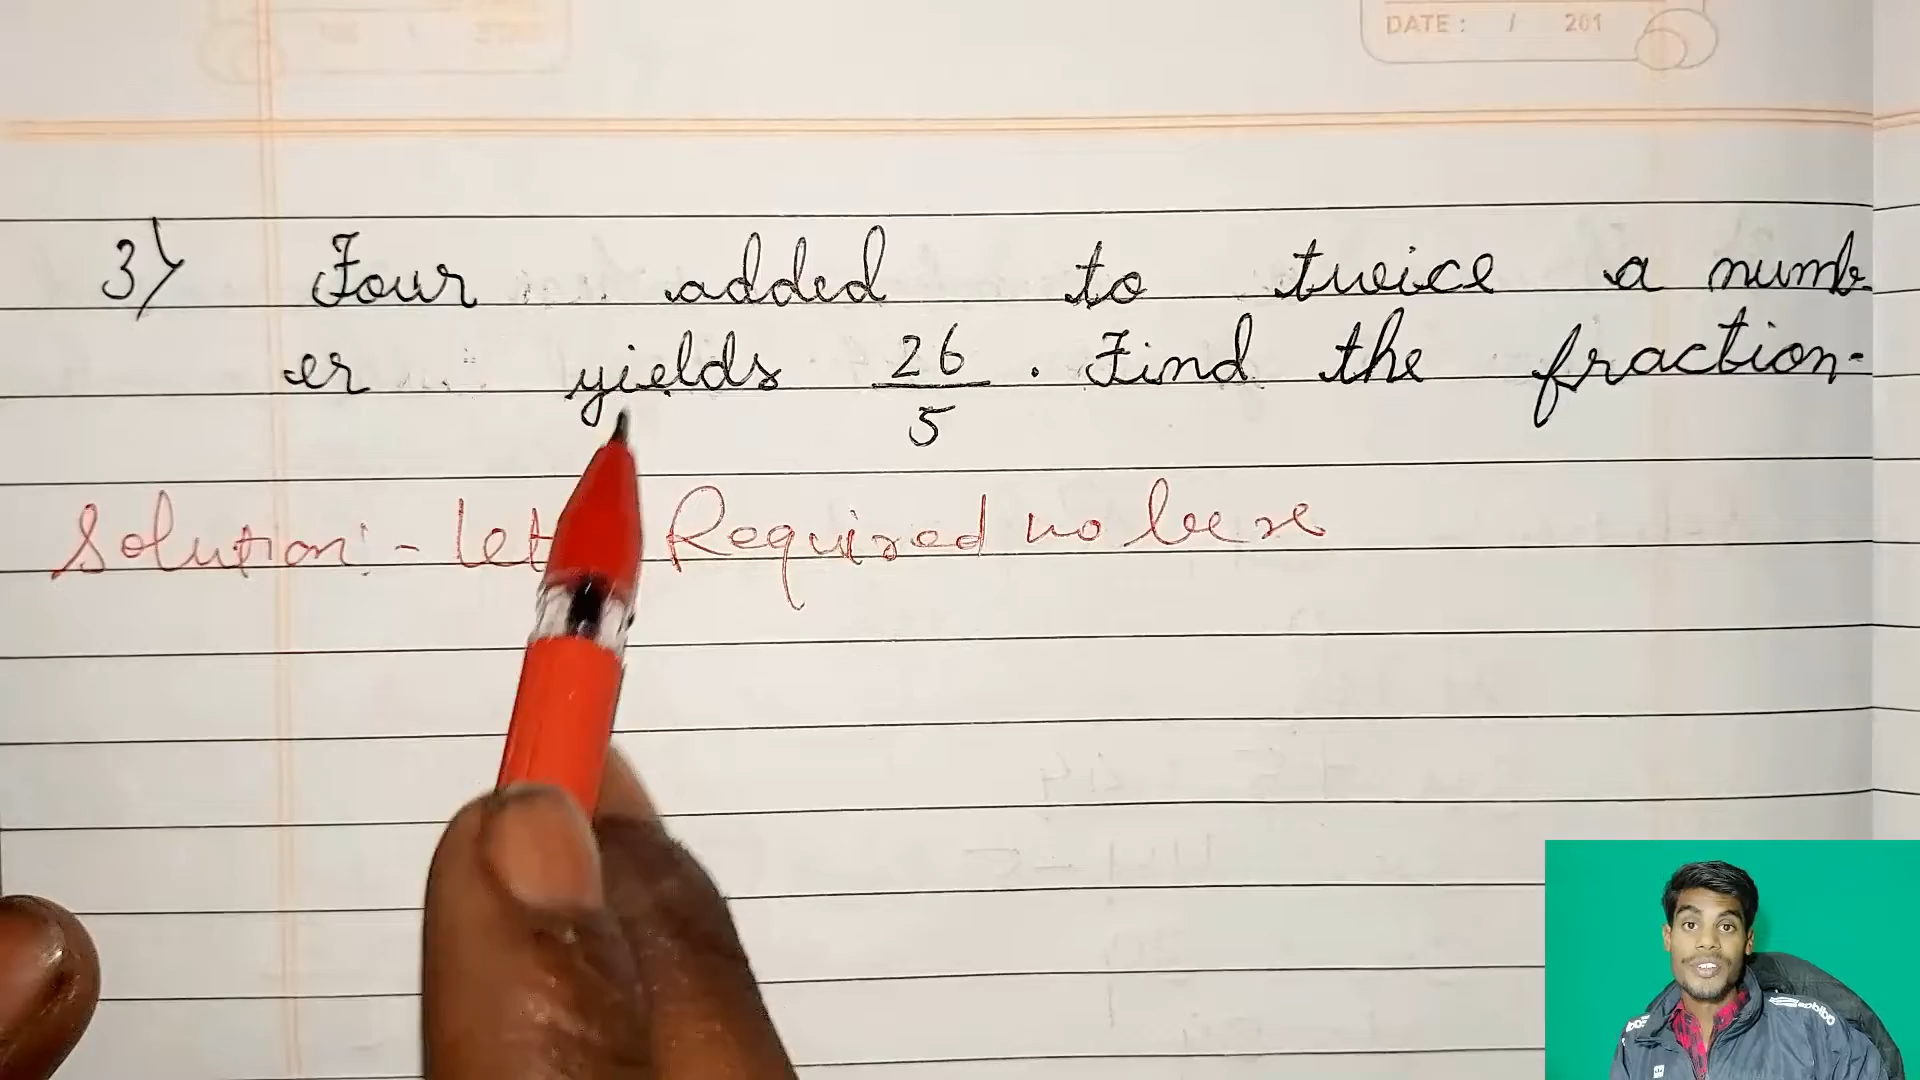 DATE : / 201
3) Four added to twice a numb
er yields 26/5 . Find the fraction-
Solution:- Let Required no be x
adidas